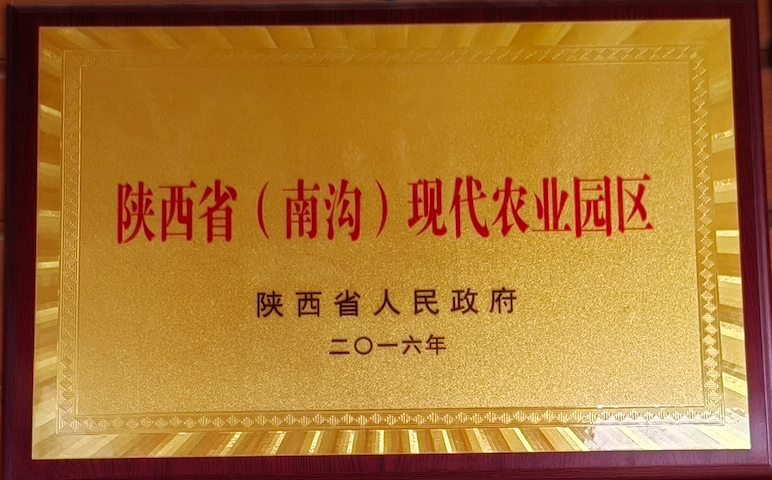 陕西省（南沟）现代农业园区
陕西省人民政府
二〇一六年